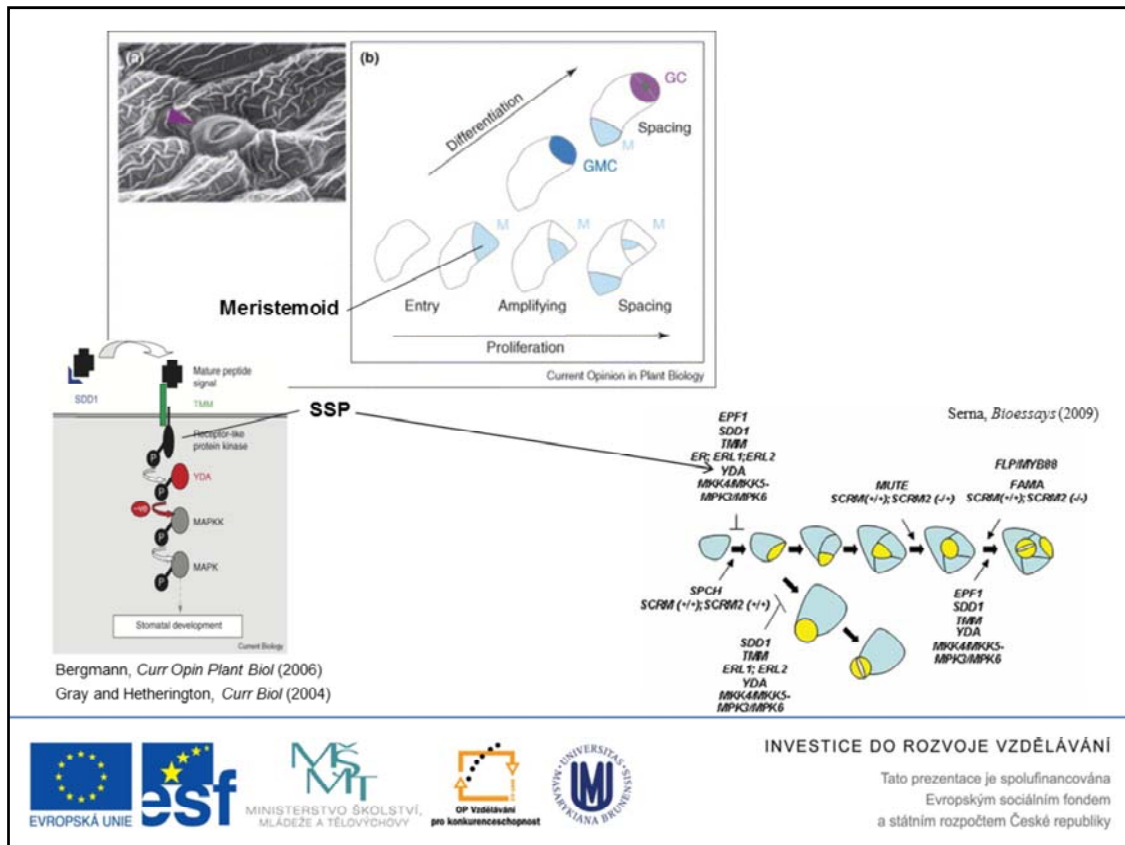 (a)
(b)
Differentiation
GC
Spacing
M
GMC
M
M
M
Entry
Amplifying
Spacing
Proliferation
Current Opinion in Plant Biology
Meristemoid
SDD1
Mature peptide
signal
TMM
SSP
Receptor-like
protein kinase
P
YDA
P
MAPKK
P
MAPK
P
Stomatal development
Current Biology
Bergmann, Curr Opin Plant Biol (2006)
Gray and Hetherington, Curr Biol (2004)
Serna, Bioessays (2009)
EPF1
SDD1
TMM
ER; ERL1;ERL2
YDA
MKK4/MKK5-
MPK3/MPK6
MUTE
SCRM(+/+);SCRM2 (-/+)
FLP/MYB88
FAMA
SCRM(+/+);SCRM2 (-/-)
SPCH
SCRM (+/+);SCRM2 (+/+)
SDD1
TMM
ERL1; ERL2
YDA
MKK4/MKK5-
MPK3/MPK6
EPF1
SDD1
TMM
YDA
MKK4/MKK5-
MPK3/MPK6
EVROPSKÁ UNIE
esf
MŠMT
MINISTERSTVO ŠKOLSTVÍ,
MLÁDEŽE A TĚLOVÝCHOVY
OP Vzdělávání
pro konkurenceschopnost
UNIVERSITAS
MASARYKIANA BRUNENSIS
INVESTICE DO ROZVOJE VZDĚLÁVÁNÍ
Tato prezentace je spolufinancována
Evropským sociálním fondem
a státním rozpočtem České republiky